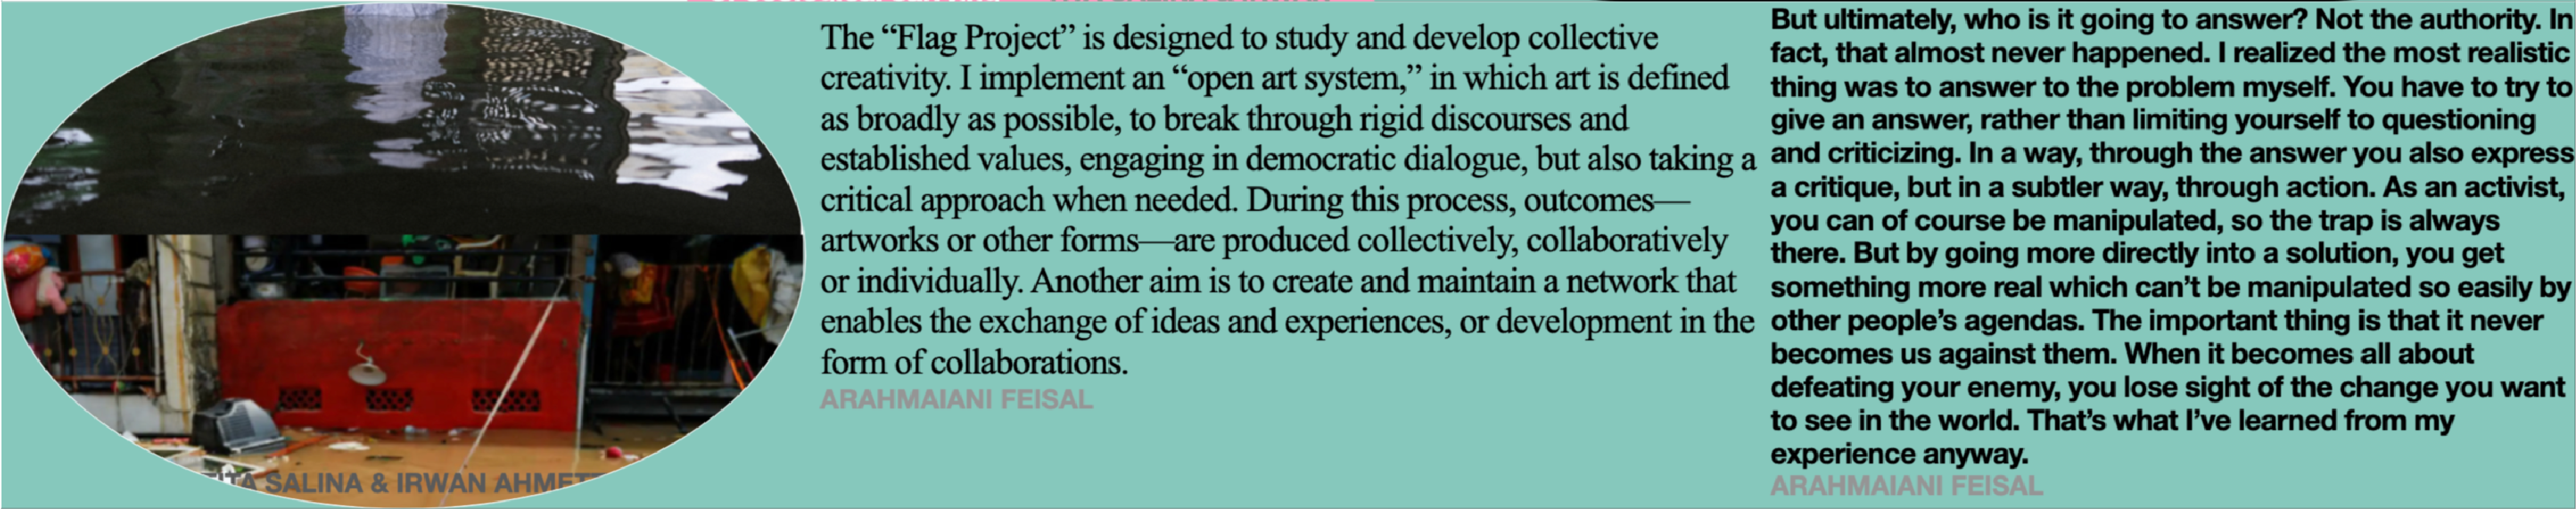 The “Flag Project” is designed to study and develop collective
creativity. I implement an “open art system,” in which art is defined
as broadly as possible, to break through rigid discourses and
established values, engaging in democratic dialogue, but also taking a
critical approach when needed. During this process, outcomes—
artworks or other forms—are produced collectively, collaboratively
or individually. Another aim is to create and maintain a network that
enables the exchange of ideas and experiences, or development in the
form of collaborations.
ARAHMAIANI FEISAL
But ultimately, who is it going to answer? Not the authority. In
fact, that almost never happened. I realized the most realistic
thing was to answer to the problem myself. You have to try to
give an answer, rather than limiting yourself to questioning
and criticizing. In a way, through the answer you also express
a critique, but in a subtler way, through action. As an activist,
you can of course be manipulated, so the trap is always
there. But by going more directly into a solution, you get
something more real which can’t be manipulated so easily by
other people’s agendas. The important thing is that it never
becomes us against them. When it becomes all about
defeating your enemy, you lose sight of the change you want
to see in the world. That’s what I’ve learned from my
experience anyway.
ARAHMAIANI FEISAL
SALINA & IRWAN